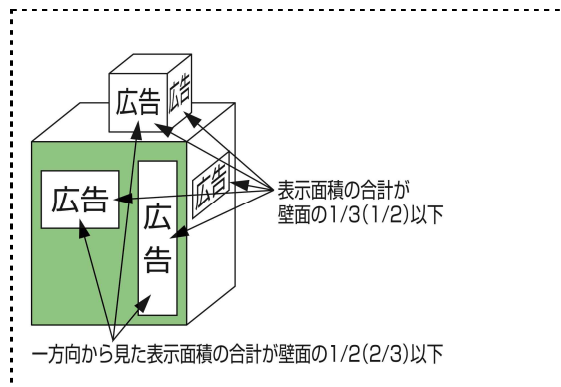 広告
広告
広告
広告
広告
表示面積の合計が
壁面の1/3(1/2)以下
一方向から見た表示面積の合計が壁面の1/2(2/3)以下